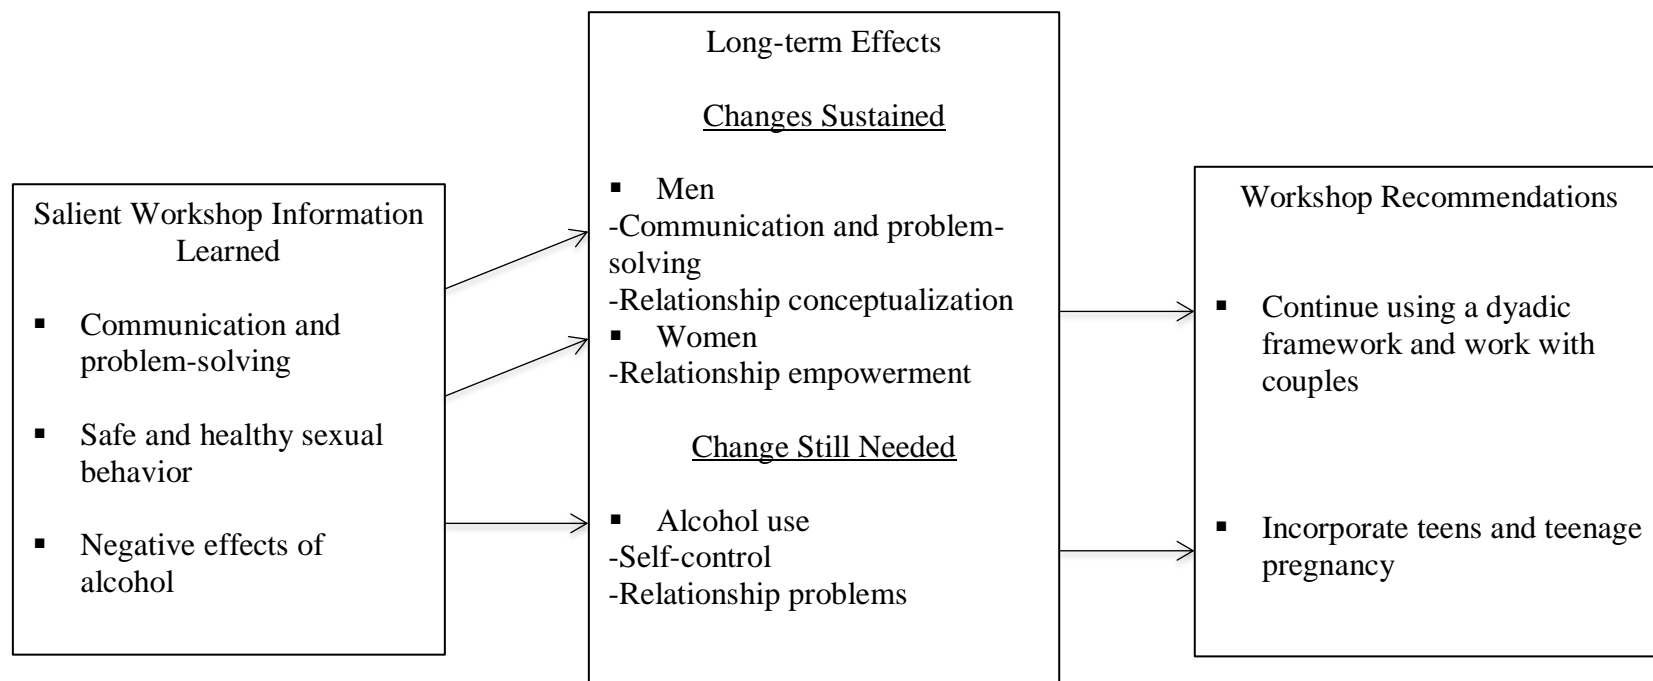 Salient Workshop Information
Learned
▪ Communication and
problem-solving
▪ Safe and healthy sexual
behavior
▪ Negative effects of
alcohol
Long-term Effects
Changes Sustained
▪ Men
-Communication and problem-
solving
-Relationship conceptualization
▪ Women
-Relationship empowerment
Change Still Needed
▪ Alcohol use
-Self-control
-Relationship problems
Workshop Recommendations
▪ Continue using a dyadic
framework and work with
couples
▪ Incorporate teens and teenage
pregnancy